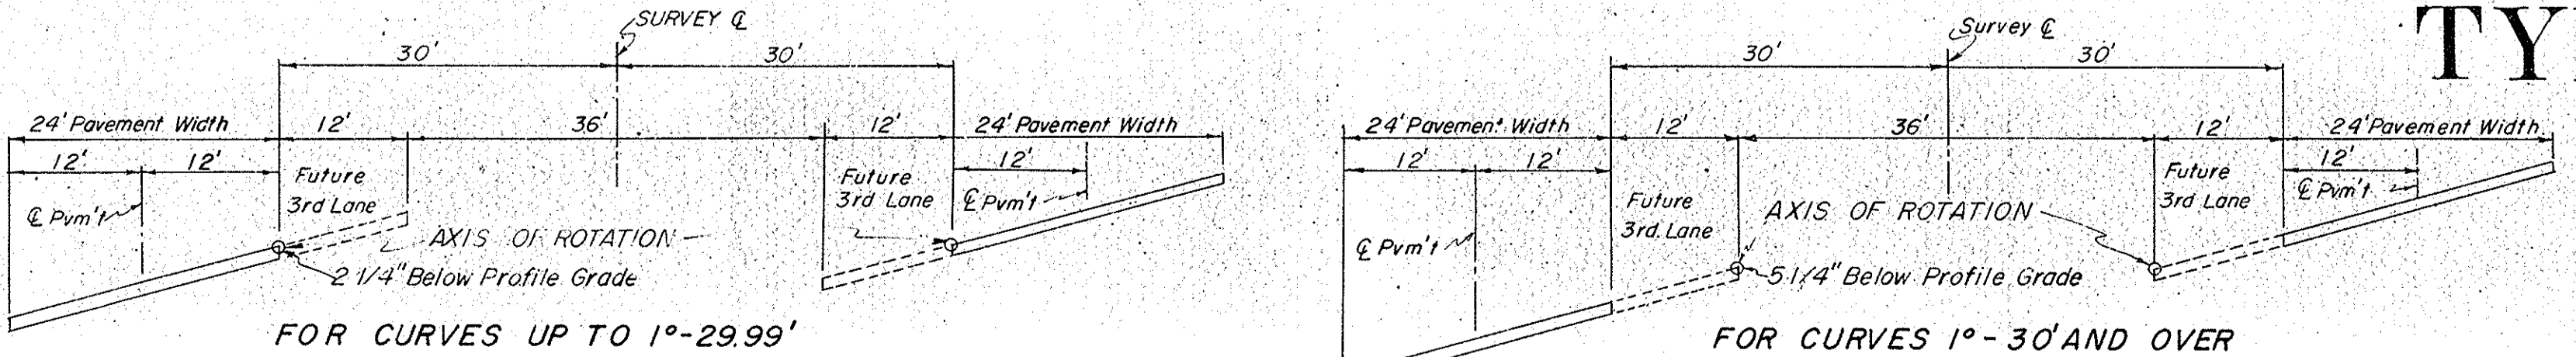 SURVEY ℄
30'
30'
24' Pavement Width
12'
36'
12'
24' Pavement Width
12'
12'
12'
Future
3rd Lane
Future
3rd Lane
℄ Pvm't
℄ Pvm't
AXIS OF ROTATION
2 1/4" Below Profile Grade
FOR CURVES UP TO 1°-29.99'
TY
Survey ℄
30'
30'
24' Pavement Width
12'
36'
12'
24' Pavement Width
12'
12'
12'
Future
3rd Lane
Future
3rd Lane
℄ Pvm't
℄ Pvm't
AXIS OF ROTATION
5 1/4" Below Profile Grade
FOR CURVES 1°-30' AND OVER